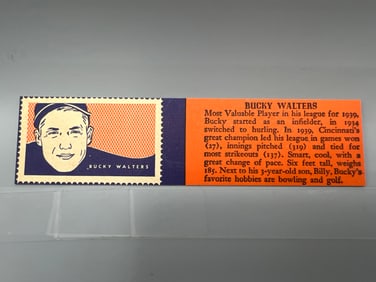 BUCKY WALTERS
BUCKY WALTERS
Most Valuable Player in his league for 1939.
Bucky started as an infielder, in 1934
switched to hurling. In 1939, Cincinnati's
great champion led his league in games won
(27), innings pitched (319) and tied for
most strikeouts (137). Smart, cool, with a
great change of pace. Six feet tall, weighs
185. Next to his 3-year-old son, Billy, Bucky's
favorite hobbies are bowling and golf.